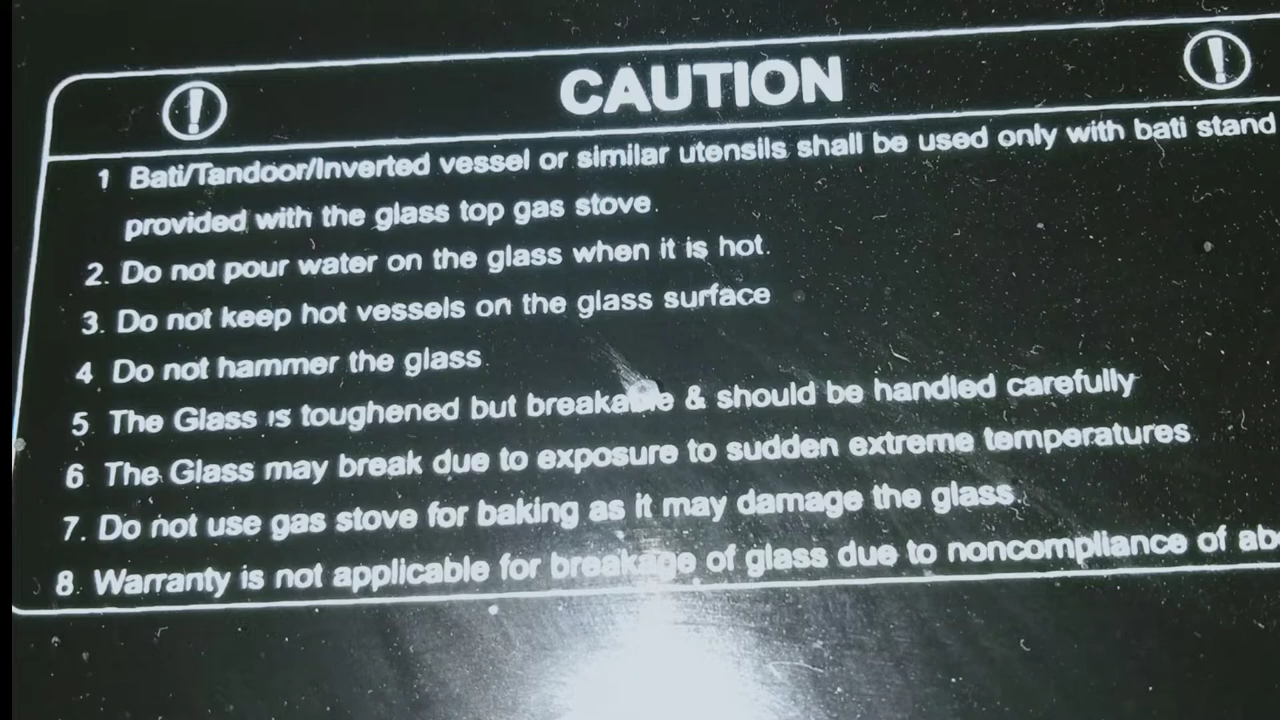 CAUTION
1 Bati/Tandoor/Inverted vessel or similar utensils shall be used only with bati stand
provided with the glass top gas stove.
2. Do not pour water on the glass when it is hot.
3. Do not keep hot vessels on the glass surface
4. Do not hammer the glass
5 The Glass is toughened but breakable & should be handled carefully
6 The Glass may break due to exposure to sudden extreme temperatures
7. Do not use gas stove for baking as it may damage the glass.
8. Warranty is not applicable for breakage of glass due to noncompliance of